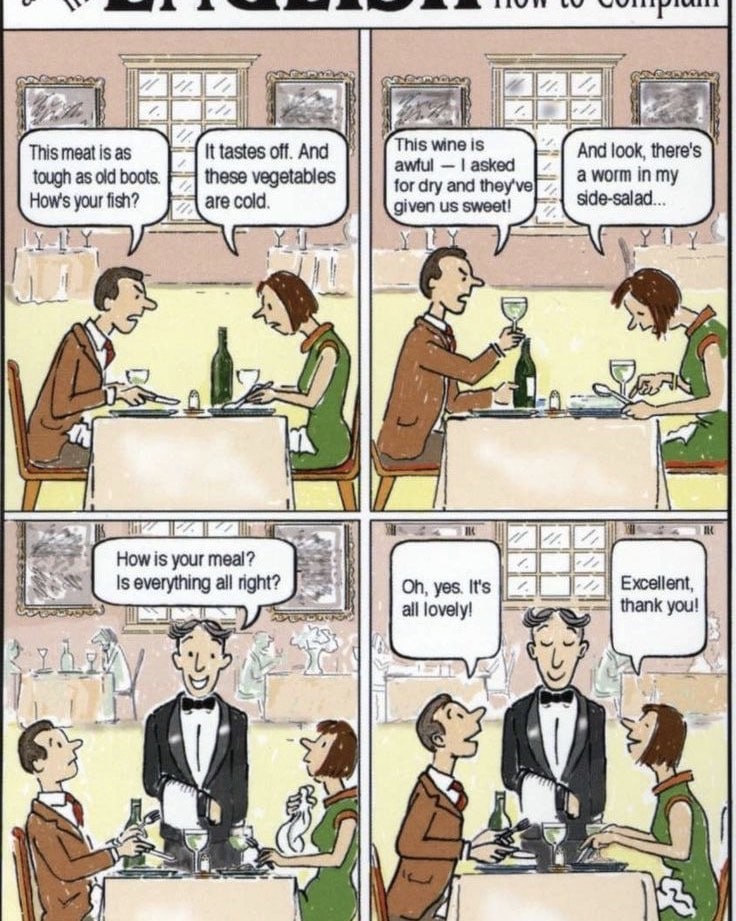 ENGLISH How to Complain
This meat is as
tough as old boots.
How's your fish?
It tastes off. And
these vegetables
are cold.
This wine is
awful — I asked
for dry and they've
given us sweet!
And look, there's
a worm in my
side-salad...
How is your meal?
Is everything all right?
Oh, yes. It's
all lovely!
Excellent,
thank you!